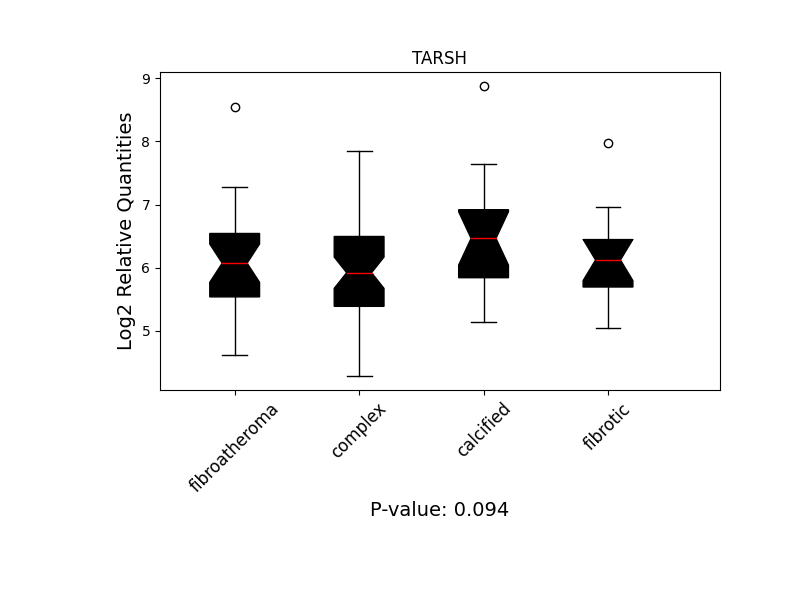 TARSH
Log2 Relative Quantities
9
8
7
6
5
fibroatheroma
complex
calcified
fibrotic
P-value: 0.094